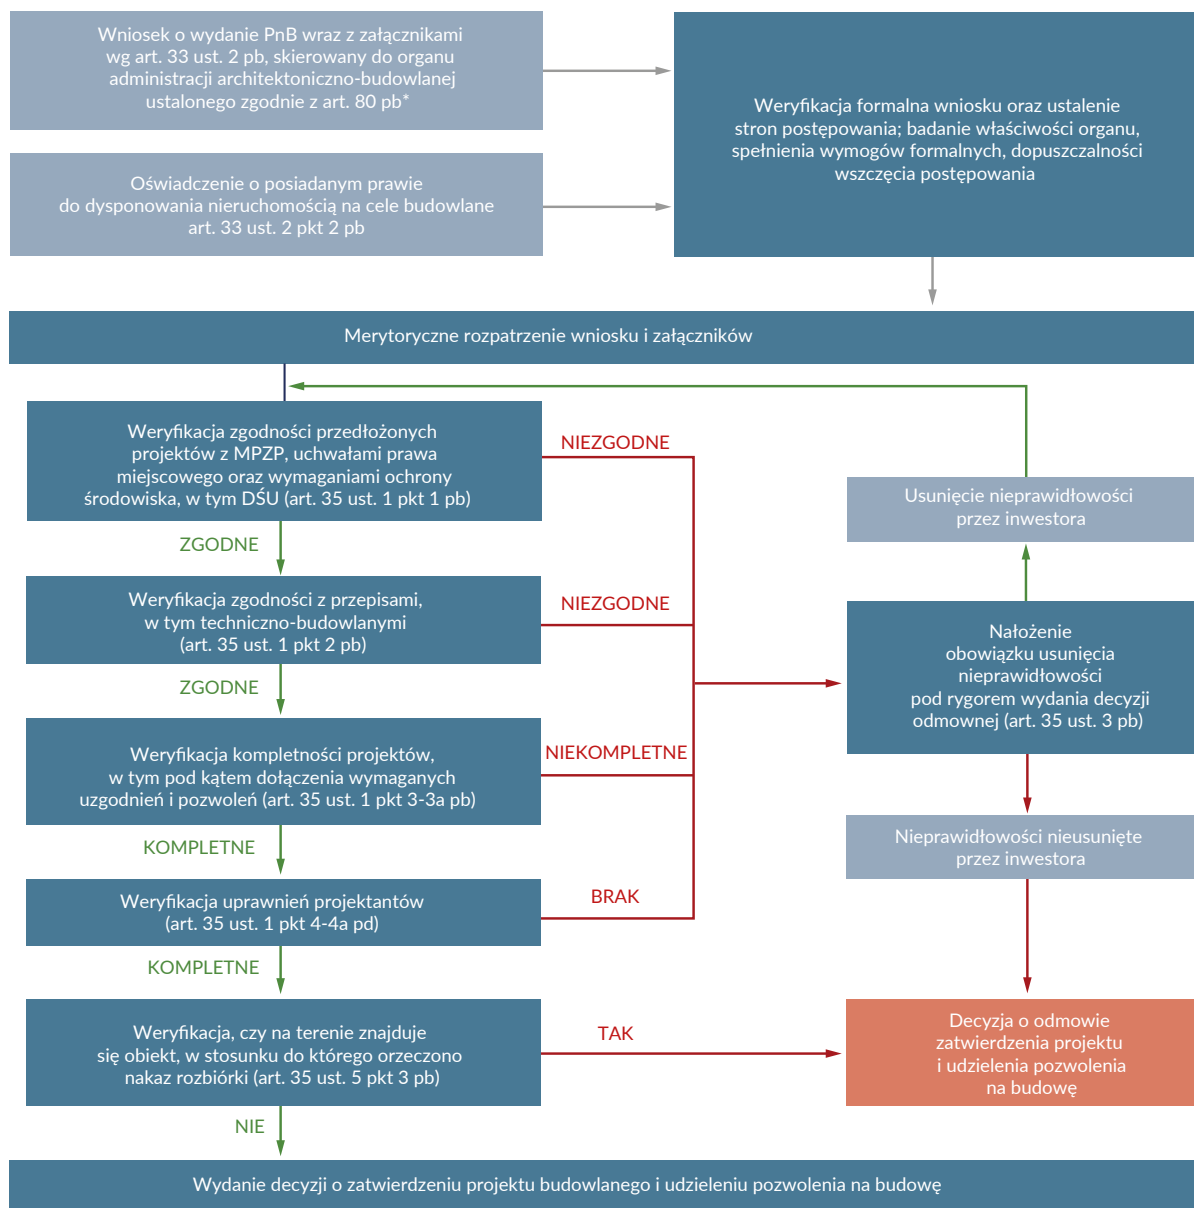 Wniosek o wydanie PnB wraz z załącznikami
wg art. 33 ust. 2 pb, skierowany do organu
administracji architektoniczno-budowlanej
ustalonego zgodnie z art. 80 pb*
Oświadczenie o posiadanym prawie
do dysponowania nieruchomością na cele budowlane
art. 33 ust. 2 pkt 2 pb
Weryfikacja formalna wniosku oraz ustalenie
stron postępowania; badanie właściwości organu,
spełnienia wymogów formalnych, dopuszczalności
wszczęcia postępowania
Merytoryczne rozpatrzenie wniosku i załączników
Weryfikacja zgodności przedłożonych
projektów z MPZP, uchwałami prawa
miejscowego oraz wymaganiami ochrony
środowiska, w tym DŚU (art. 35 ust. 1 pkt 1 pb)
NIEZGODNE
ZGODNE
Weryfikacja zgodności z przepisami,
w tym techniczno-budowlanymi
(art. 35 ust. 1 pkt 2 pb)
NIEZGODNE
ZGODNE
Weryfikacja kompletności projektów,
w tym pod kątem dołączenia wymaganych
uzgodnień i pozwoleń (art. 35 ust. 1 pkt 3-3a pb)
NIEKOMPLETNE
KOMPLETNE
Weryfikacja uprawnień projektantów
(art. 35 ust. 1 pkt 4-4a pd)
BRAK
KOMPLETNE
Weryfikacja, czy na terenie znajduje
się obiekt, w stosunku do którego orzeczono
nakaz rozbiórki (art. 35 ust. 5 pkt 3 pb)
TAK
NIE
Usunięcie nieprawidłowości
przez inwestora
Nałożenie
obowiązku usunięcia
nieprawidłowości
pod rygorem wydania decyzji
odmownej (art. 35 ust. 3 pb)
Nieprawidłowości nieusunięte
przez inwestora
Decyzja o odmowie
zatwierdzenia projektu
i udzielenia pozwolenia
na budowę
Wydanie decyzji o zatwierdzeniu projektu budowlanego i udzieleniu pozwolenia na budowę